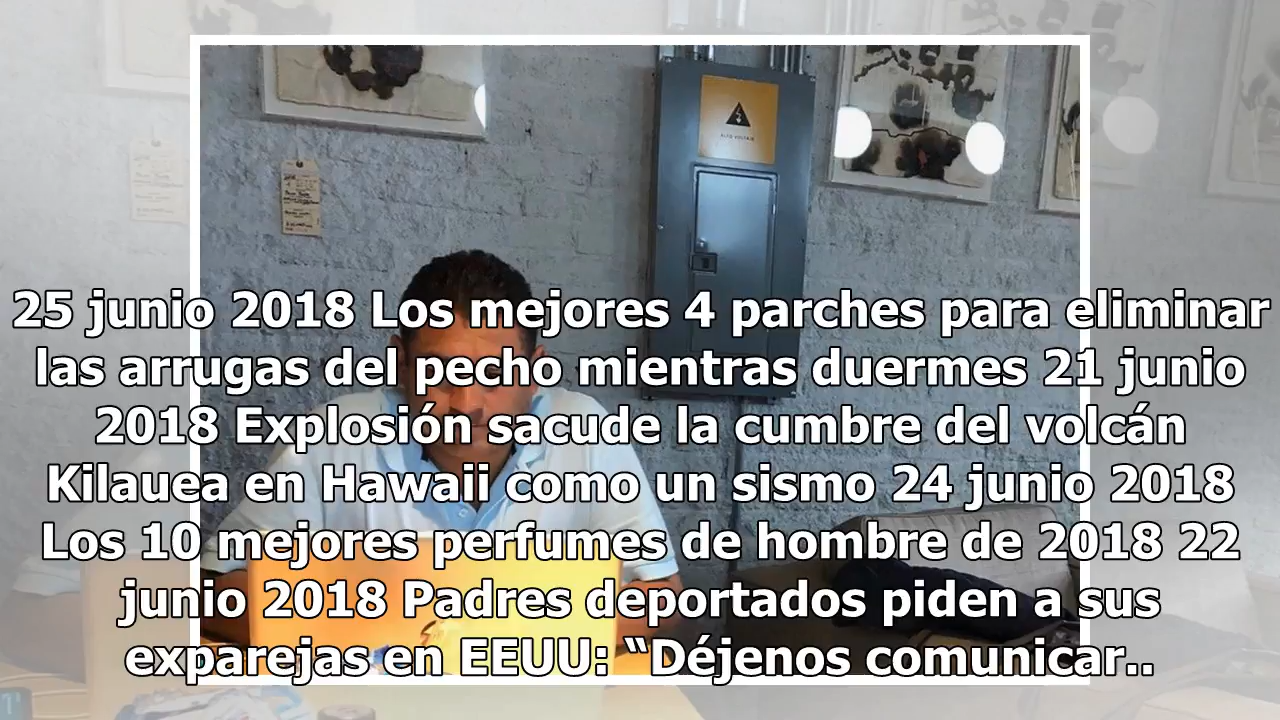 ALTO VOLTAJE
25 junio 2018 Los mejores 4 parches para eliminar
las arrugas del pecho mientras duermes 21 junio
2018 Explosión sacude la cumbre del volcán
Kilauea en Hawaii como un sismo 24 junio 2018
Los 10 mejores perfumes de hombre de 2018 22
junio 2018 Padres deportados piden a sus
exparejas en EEUU: “Déjenos comunicar..